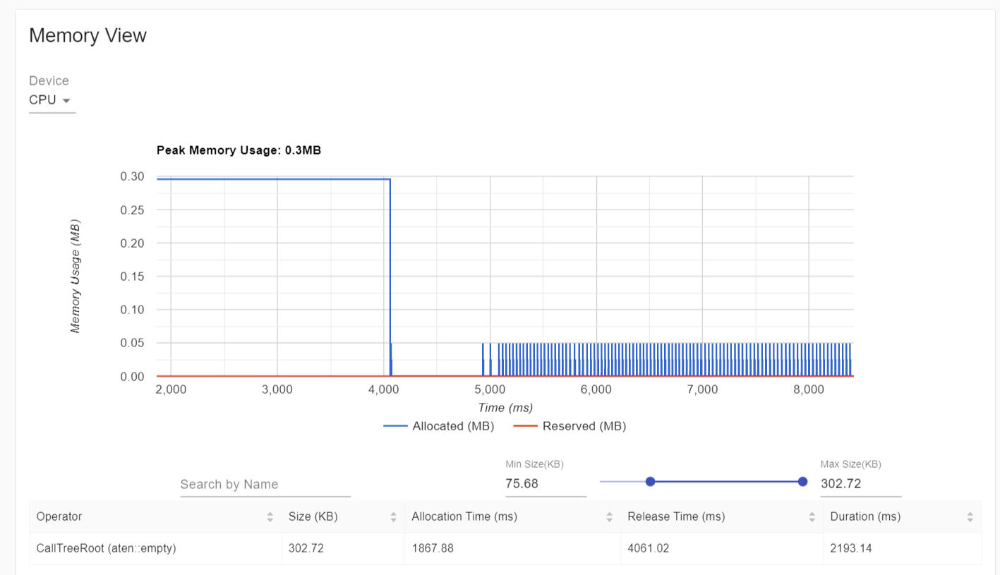 Memory View
Device
CPU
Peak Memory Usage: 0.3MB
0.30
0.25
0.20
0.15
0.10
0.05
0.00
Memory Usage (MB)
2,000 3,000 4,000 5,000 6,000 7,000 8,000
Time (ms)
Allocated (MB) Reserved (MB)
Search by Name
Min Size(KB)
75.68
Max Size(KB)
302.72
Operator Size (KB) Allocation Time (ms) Release Time (ms) Duration (ms)
CallTreeRoot (aten::empty) 302.72 1867.88 4061.02 2193.14